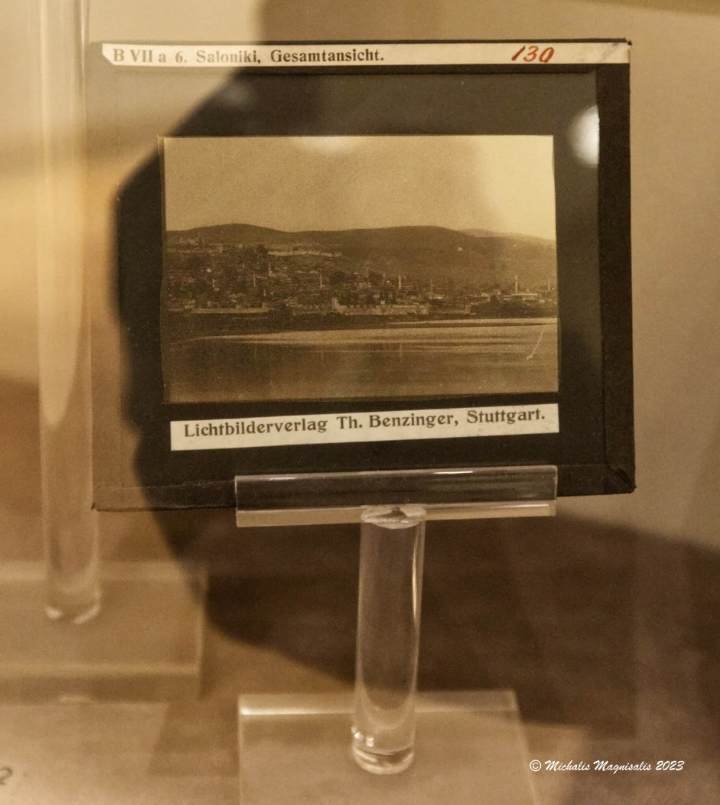 B VII a 6. Saloniki, Gesamtansicht. 130
Lichtbilderverlag Th. Benzinger, Stuttgart.
© Michalis Magnisalis 2023